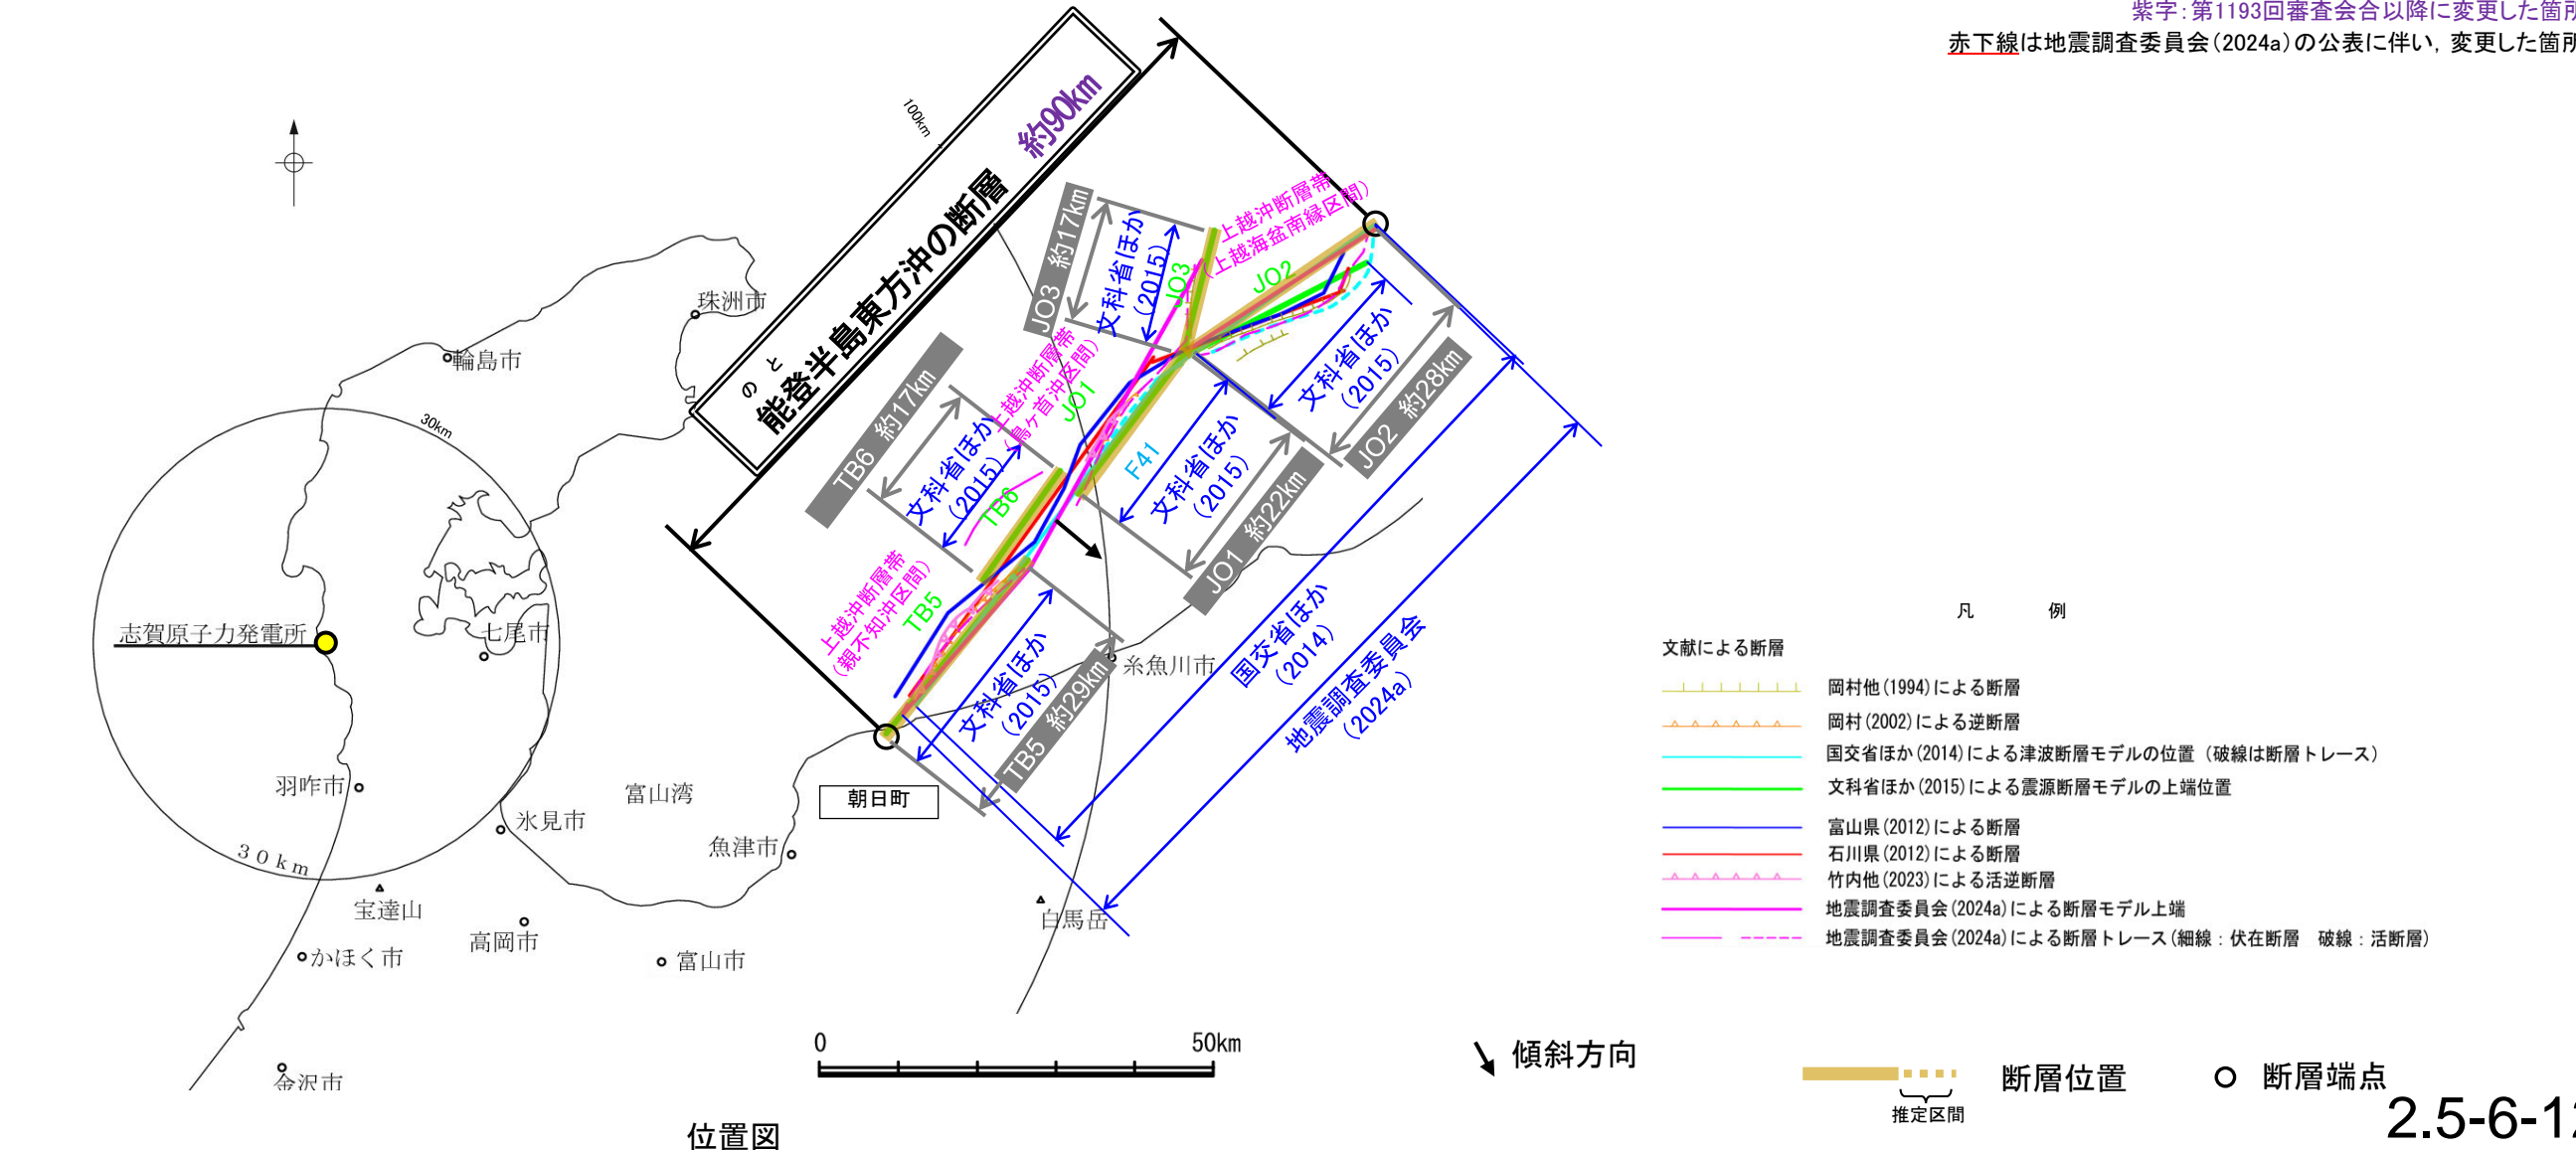 紫字：第1193回審査会合以降に変更した箇所
赤下線は地震調査委員会(2024a)の公表に伴い，変更した箇所
約90km
のと
能登半島東方沖の断層
100km
30km
30km
珠洲市
輪島市
七尾市
志賀原子力発電所
羽咋市
氷見市
富山湾
魚津市
朝日町
宝達山
高岡市
かほく市
富山市
金沢市
白馬岳
糸魚川市
JO3 約17km
文科省ほか
(2015)
JO3
上越沖断層帯
(上越海盆南縁区間)
JO2
文科省ほか
(2015)
JO2 約28km
TB6 約17km
文科省ほか
(2015)
TB6
上越沖断層帯
(鳥ヶ首沖区間)
JO1
F41
文科省ほか
(2015)
JO1 約22km
上越沖断層帯
(親不知沖区間)
TB5
文科省ほか
(2015)
TB5 約29km
国交省ほか
(2014)
地震調査委員会
(2024a)
凡 例
文献による断層
岡村他(1994)による断層
岡村(2002)による逆断層
国交省ほか(2014)による津波断層モデルの位置（破線は断層トレース）
文科省ほか(2015)による震源断層モデルの上端位置
富山県(2012)による断層
石川県(2012)による断層
竹内他(2023)による活逆断層
地震調査委員会(2024a)による断層モデル上端
地震調査委員会(2024a)による断層トレース(細線：伏在断層 破線：活断層)
0 50km
傾斜方向
断層位置
推定区間
断層端点
位置図
2.5-6-12